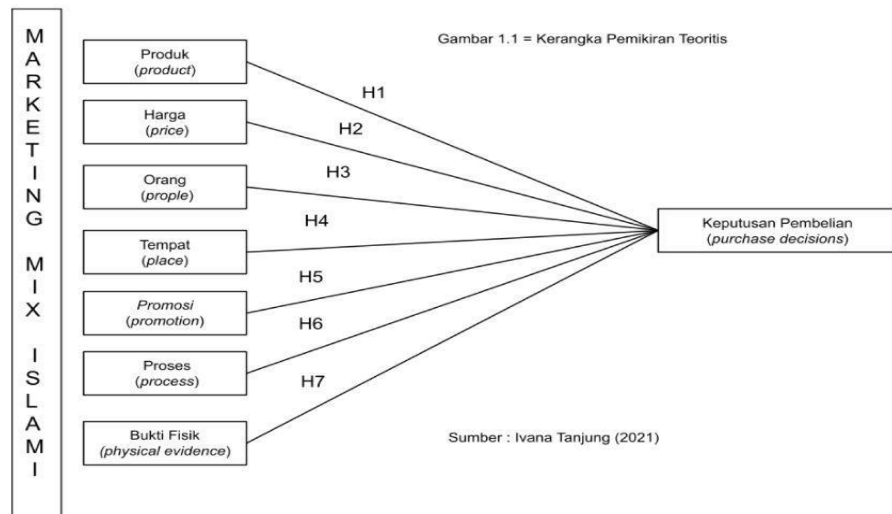 MARKETING MIX ISLAMI
Gambar 1.1 = Kerangka Pemikiran Teoritis
Produk
(product)
H1
Harga
(price)
H2
Orang
(prople)
H3
Tempat
(place)
H4
Keputusan Pembelian
(purchase decisions)
Promosi
(promotion)
H5
Proses
(process)
H6
Bukti Fisik
(physical evidence)
H7
Sumber : Ivana Tanjung (2021)